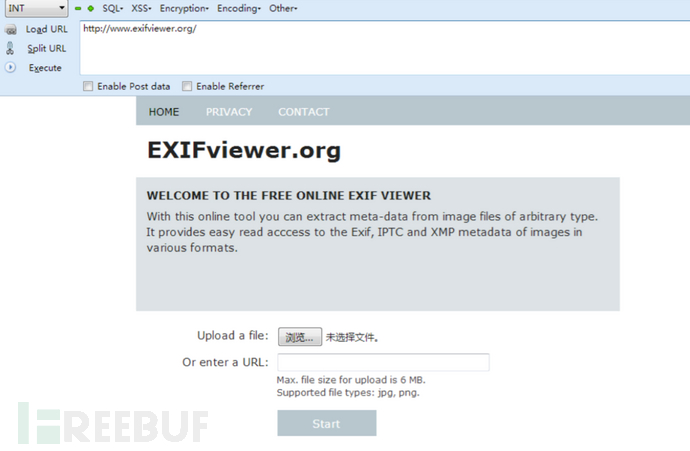 INT SQL▾ XSS▾ Encryption▾ Encoding▾ Other▾
Load URL http://www.exifviewer.org/
Split URL
Execute
Enable Post data Enable Referrer
HOME PRIVACY CONTACT
EXIFviewer.org
WELCOME TO THE FREE ONLINE EXIF VIEWER
With this online tool you can extract meta-data from image files of arbitrary type.
It provides easy read acccess to the Exif, IPTC and XMP metadata of images in
various formats.
Upload a file: 浏览... 未选择文件。
Or enter a URL:
Max. file size for upload is 6 MB.
Supported file types: jpg, png.
Start
FREEBUF